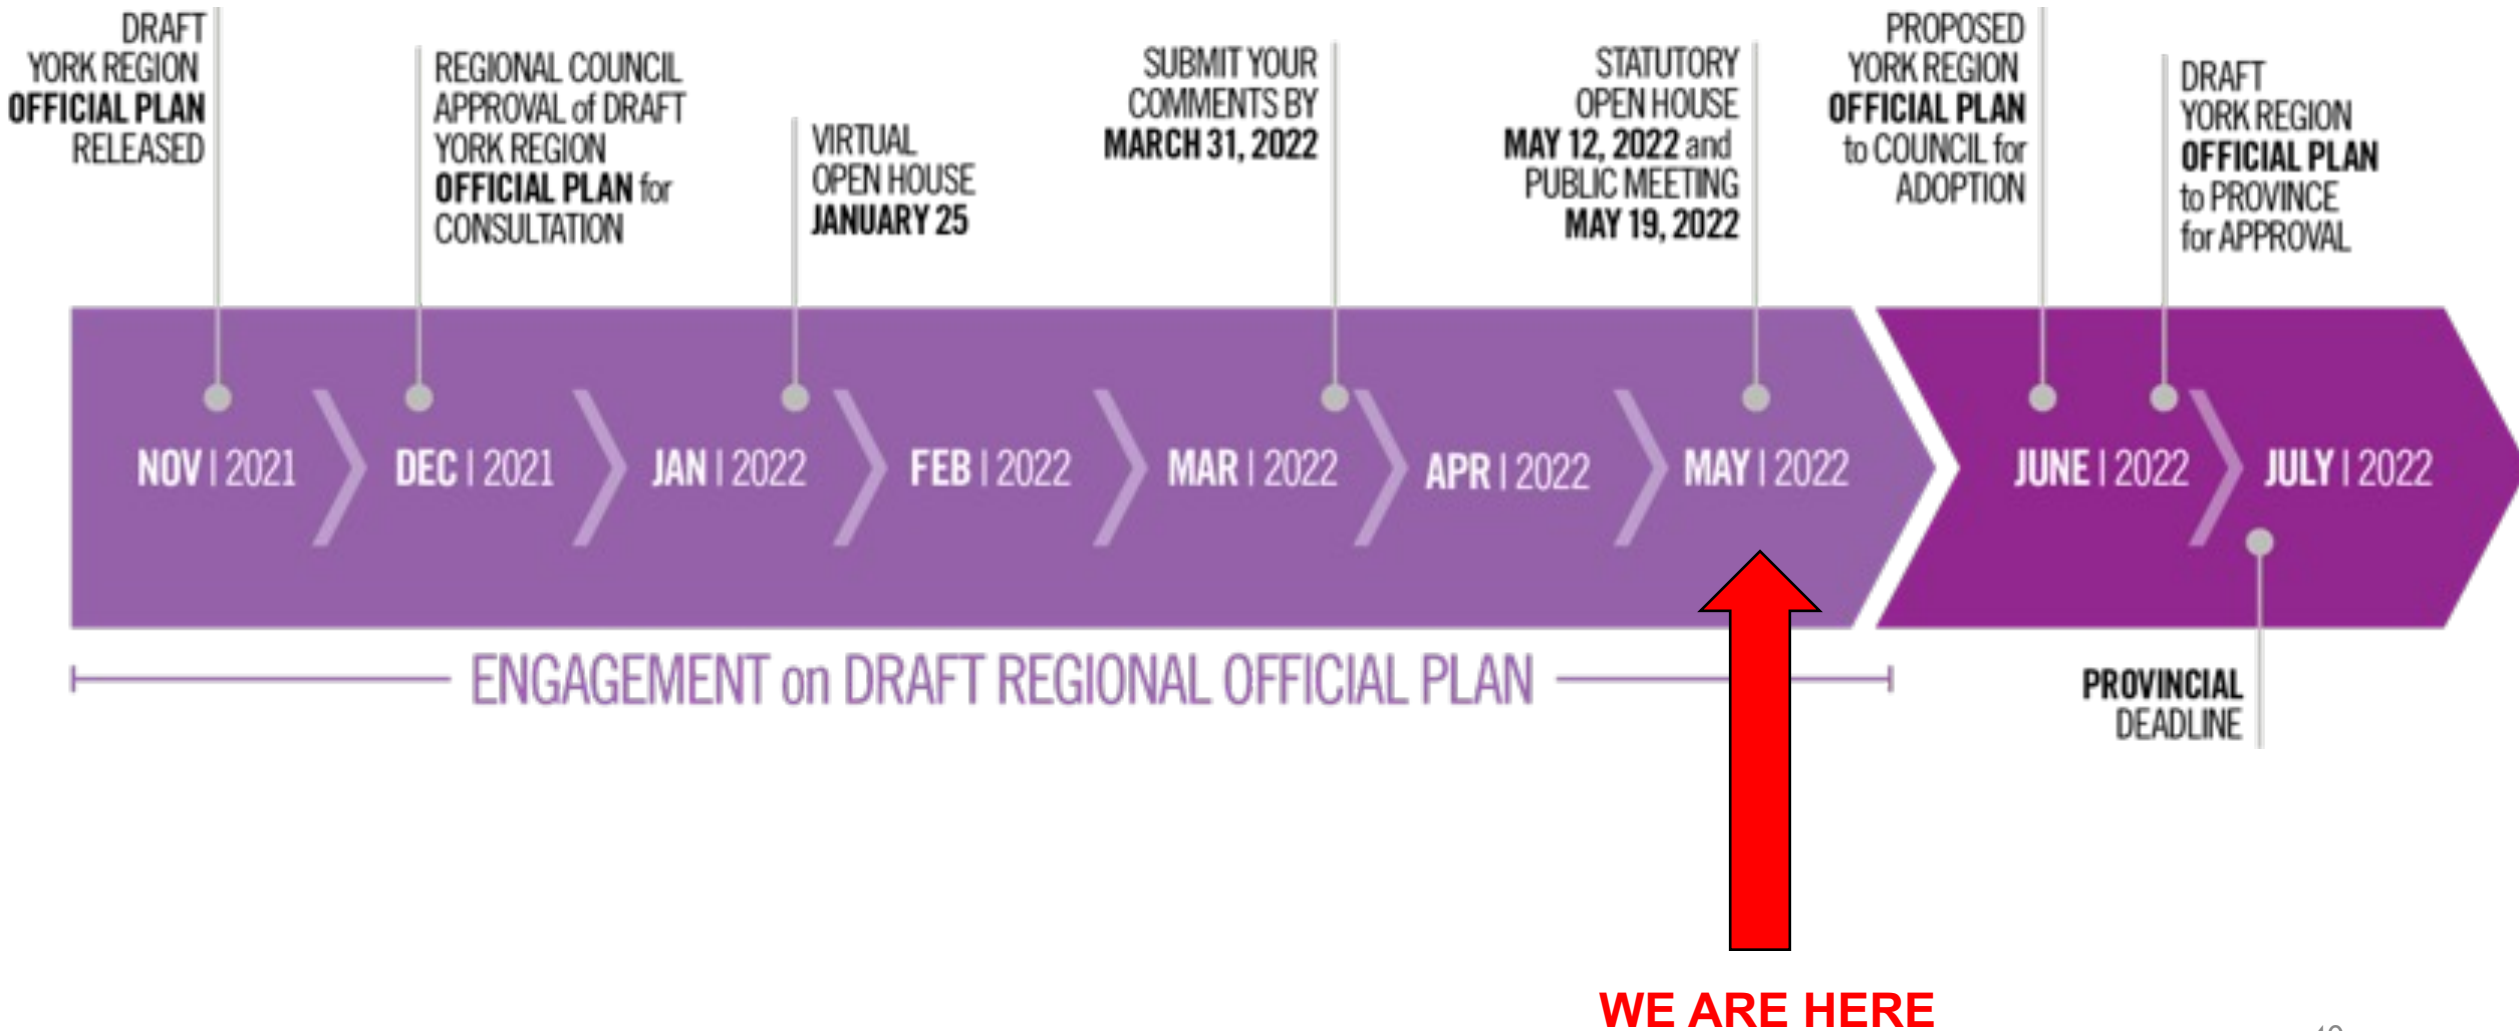 DRAFT
YORK REGION
OFFICIAL PLAN
RELEASED
REGIONAL COUNCIL
APPROVAL of DRAFT
YORK REGION
OFFICIAL PLAN for
CONSULTATION
VIRTUAL
OPEN HOUSE
JANUARY 25
SUBMIT YOUR
COMMENTS BY
MARCH 31, 2022
STATUTORY
OPEN HOUSE
MAY 12, 2022 and
PUBLIC MEETING
MAY 19, 2022
PROPOSED
YORK REGION
OFFICIAL PLAN
to COUNCIL for
ADOPTION
DRAFT
YORK REGION
OFFICIAL PLAN
to PROVINCE
for APPROVAL
NOV | 2021
DEC | 2021
JAN | 2022
FEB | 2022
MAR | 2022
APR | 2022
MAY | 2022
JUNE | 2022
JULY | 2022
ENGAGEMENT on DRAFT REGIONAL OFFICIAL PLAN
PROVINCIAL
DEADLINE
WE ARE HERE